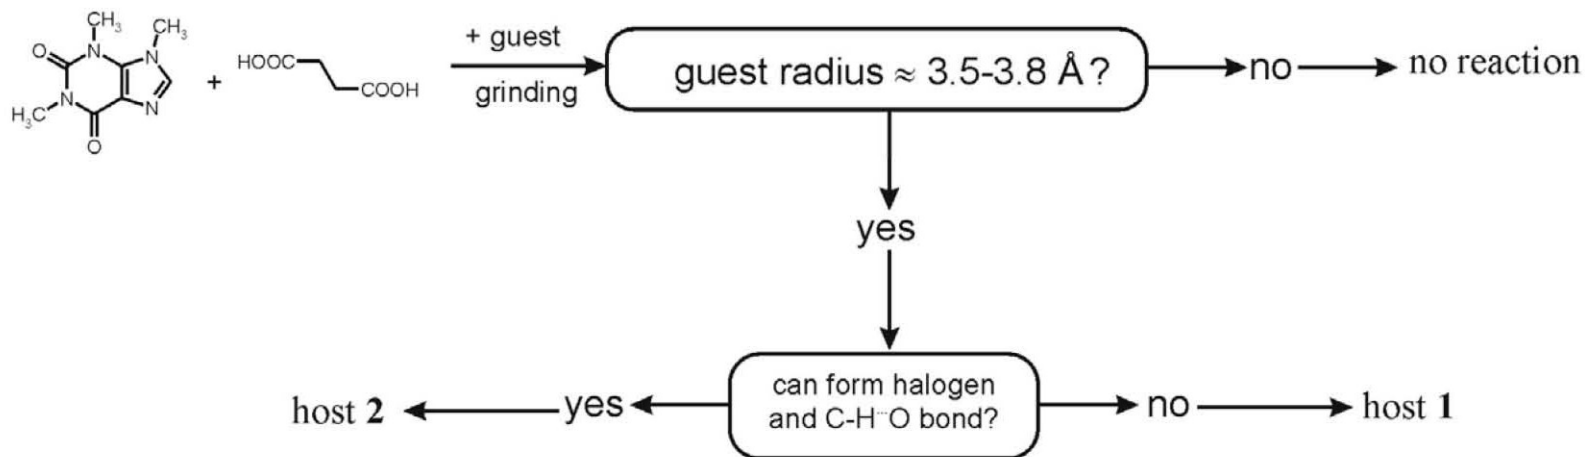 CH₃
CH₃
O
N
N
+
HOOC
COOH
+ guest
grinding
guest radius ≈ 3.5-3.8 Å?
no
no reaction
N
N
H₃C
O
yes
can form halogen
and C-H···O bond?
host 2
yes
no
host 1